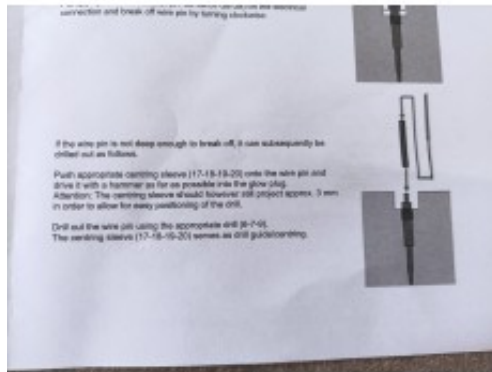 connection and break off wire pin by turning clockwise.
If the wire pin is not deep enough to break off, it can subsequently be
drilled out as follows.
Push appropriate centring sleeve (17-18-19-20) onto the wire pin and
drive it with a hammer as far as possible into the glow plug.
Attention: The centring sleeve should however still project approx. 3 mm
in order to allow for easy positioning of the drill.
Drill out the wire pin using the appropriate drill (6-7-9).
The centring sleeve (17-18-19-20) serves as drill guide/centring.